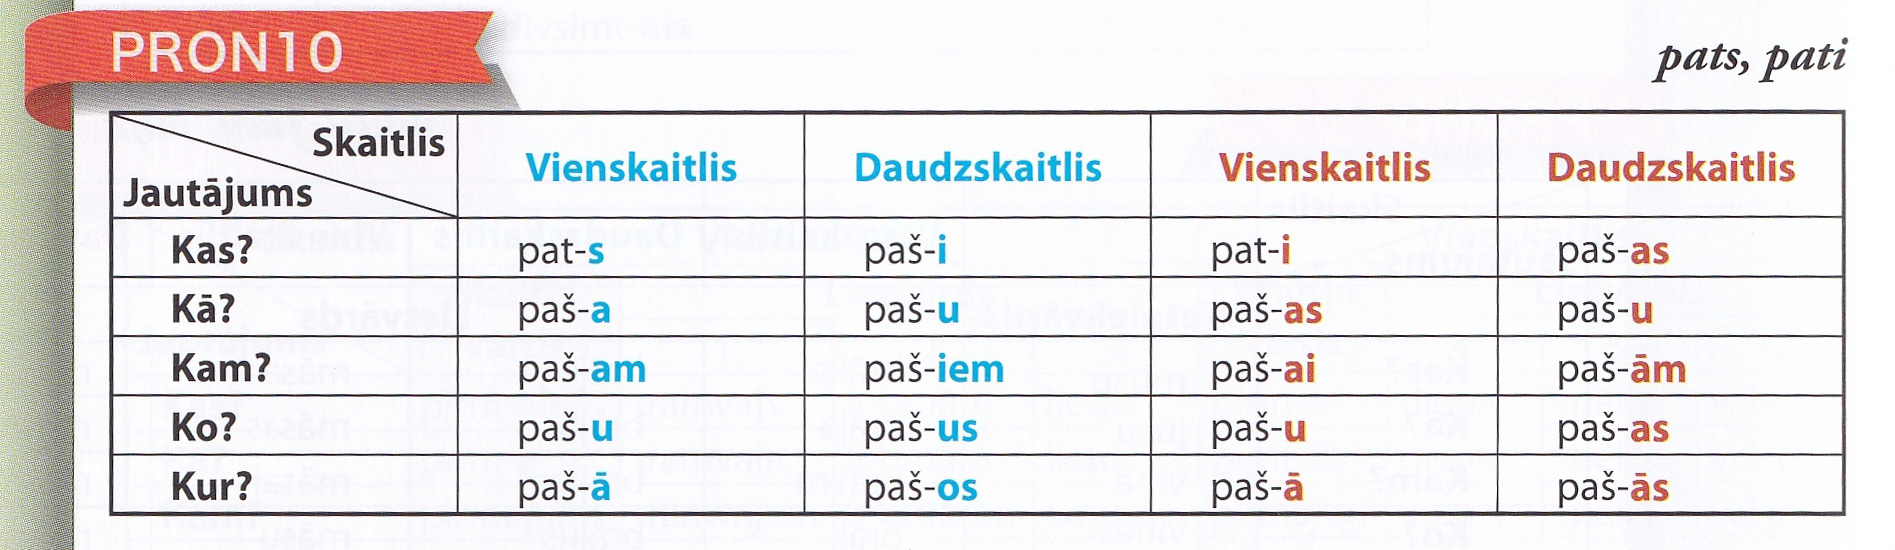 PRON10
pats, pati
Skaitlis
Jautājums
Vienskaitlis Daudzskaitlis Vienskaitlis Daudzskaitlis
Kas? pat-s paš-i pat-i paš-as
Kā? paš-a paš-u paš-as paš-u
Kam? paš-am paš-iem paš-ai paš-ām
Ko? paš-u paš-us paš-u paš-as
Kur? paš-ā paš-os paš-ā paš-ās